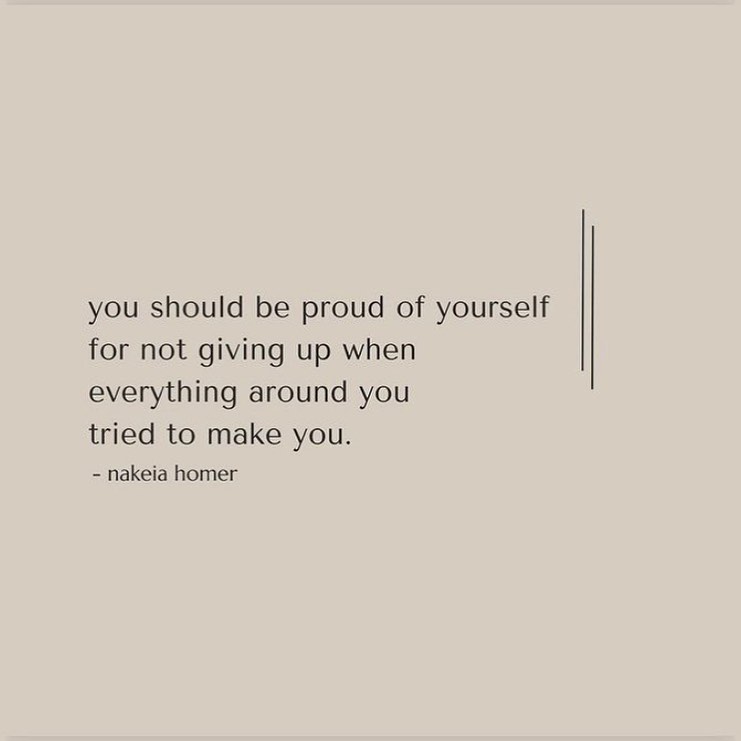 you should be proud of yourself
for not giving up when
everything around you
tried to make you.
- nakeia homer